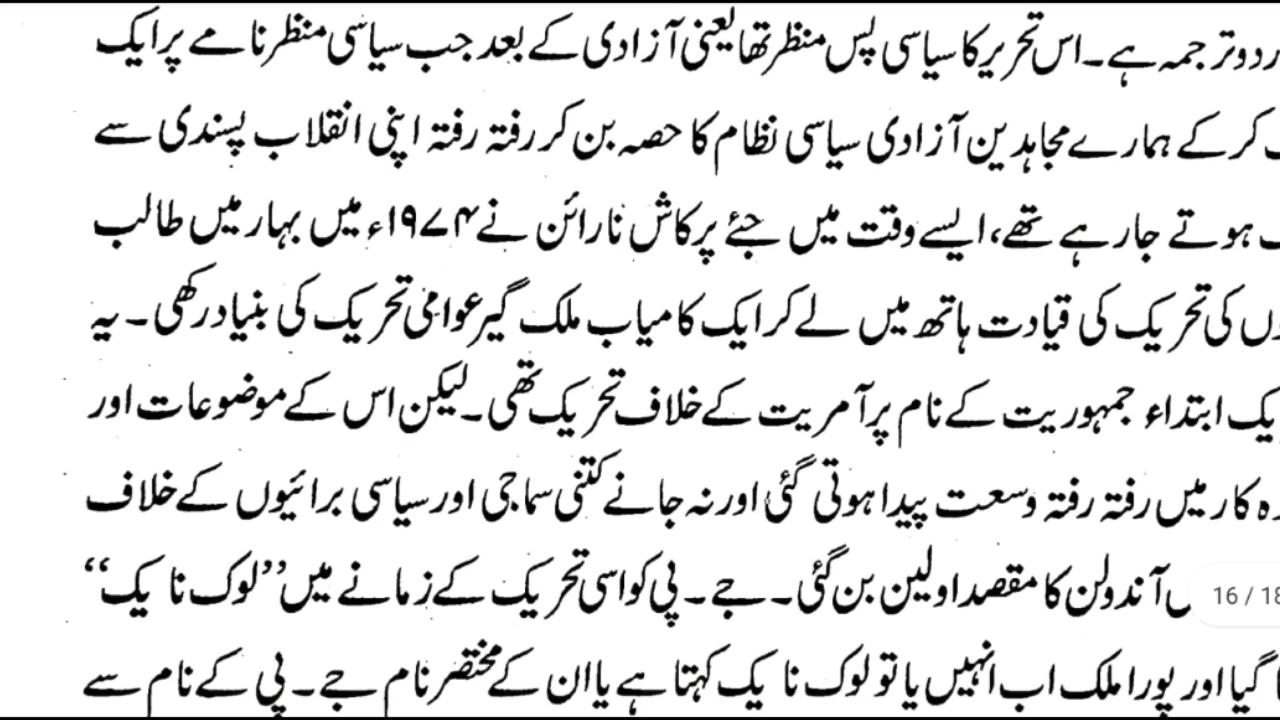 اردو ترجمہ ہے۔ اس تحریر کا سیاسی پس منظر تھا یعنی آزادی کے بعد جب سیاسی منظر نامے پر ایک
کر کے ہمارے مجاہدین آزادی سیاسی نظام کا حصہ بن کر رفتہ رفتہ اپنی انقلاب پسندی سے
ہوتے جا رہے تھے، ایسے وقت میں جئے پرکاش نارائن نے ۱۹۷۴ء میں بہار میں طالب
وں کی تحریک کی قیادت ہاتھ میں لے کر ایک کامیاب ملک گیر عوامی تحریک کی بنیاد رکھی۔ یہ
یک ابتداء جمہوریت کے نام پر آمریت کے خلاف تحریک تھی۔ لیکن اس کے موضوعات اور
ہ کار میں رفتہ رفتہ وسعت پیدا ہوتی گئی اور نہ جانے کتنی سماجی اور سیاسی برائیوں کے خلاف
آندولن کا مقصد اولین بن گئی۔ جے۔ پی کو اسی تحریک کے زمانے میں ’’لوک نایک‘‘
گیا اور پورا ملک اب انہیں یا تو لوک نایک کہتا ہے یا ان کے مختصر نام جے۔ پی کے نام سے
16 / 18